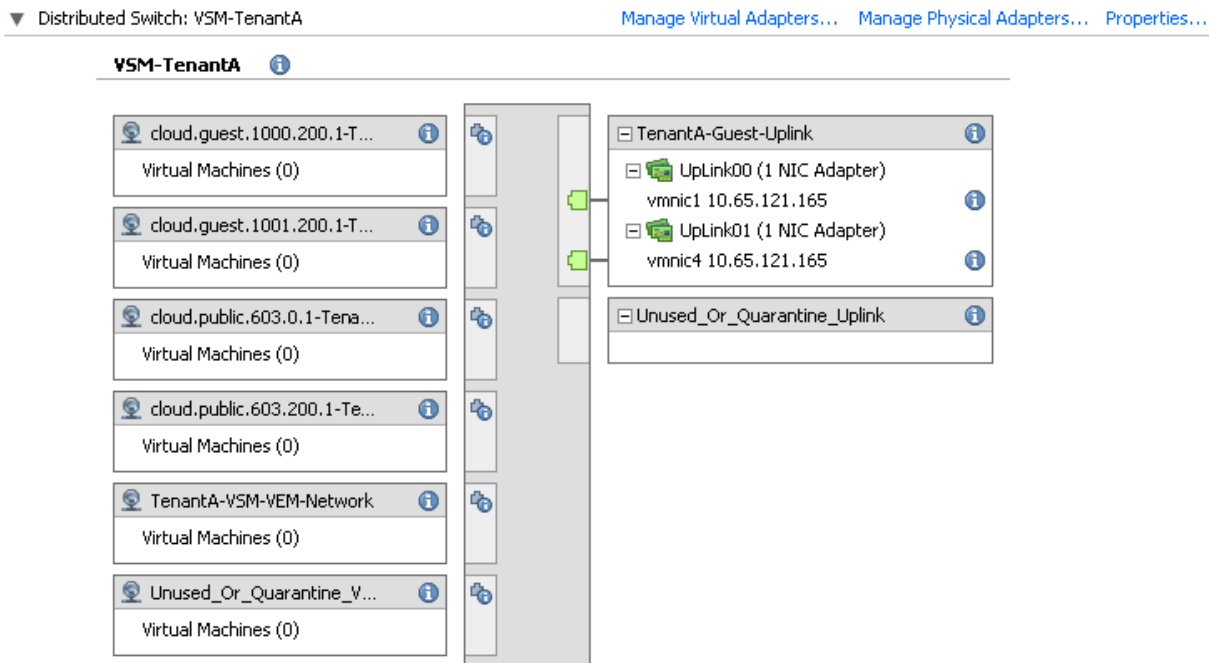 Distributed Switch: VSM-TenantA Manage Virtual Adapters... Manage Physical Adapters... Properties...
VSM-TenantA
cloud.guest.1000.200.1-T...
Virtual Machines (0)
cloud.guest.1001.200.1-T...
Virtual Machines (0)
cloud.public.603.0.1-Tena...
Virtual Machines (0)
cloud.public.603.200.1-Te...
Virtual Machines (0)
TenantA-VSM-VEM-Network
Virtual Machines (0)
Unused_Or_Quarantine_V...
Virtual Machines (0)
TenantA-Guest-Uplink
UpLink00 (1 NIC Adapter)
vmnic1 10.65.121.165
UpLink01 (1 NIC Adapter)
vmnic4 10.65.121.165
Unused_Or_Quarantine_Uplink